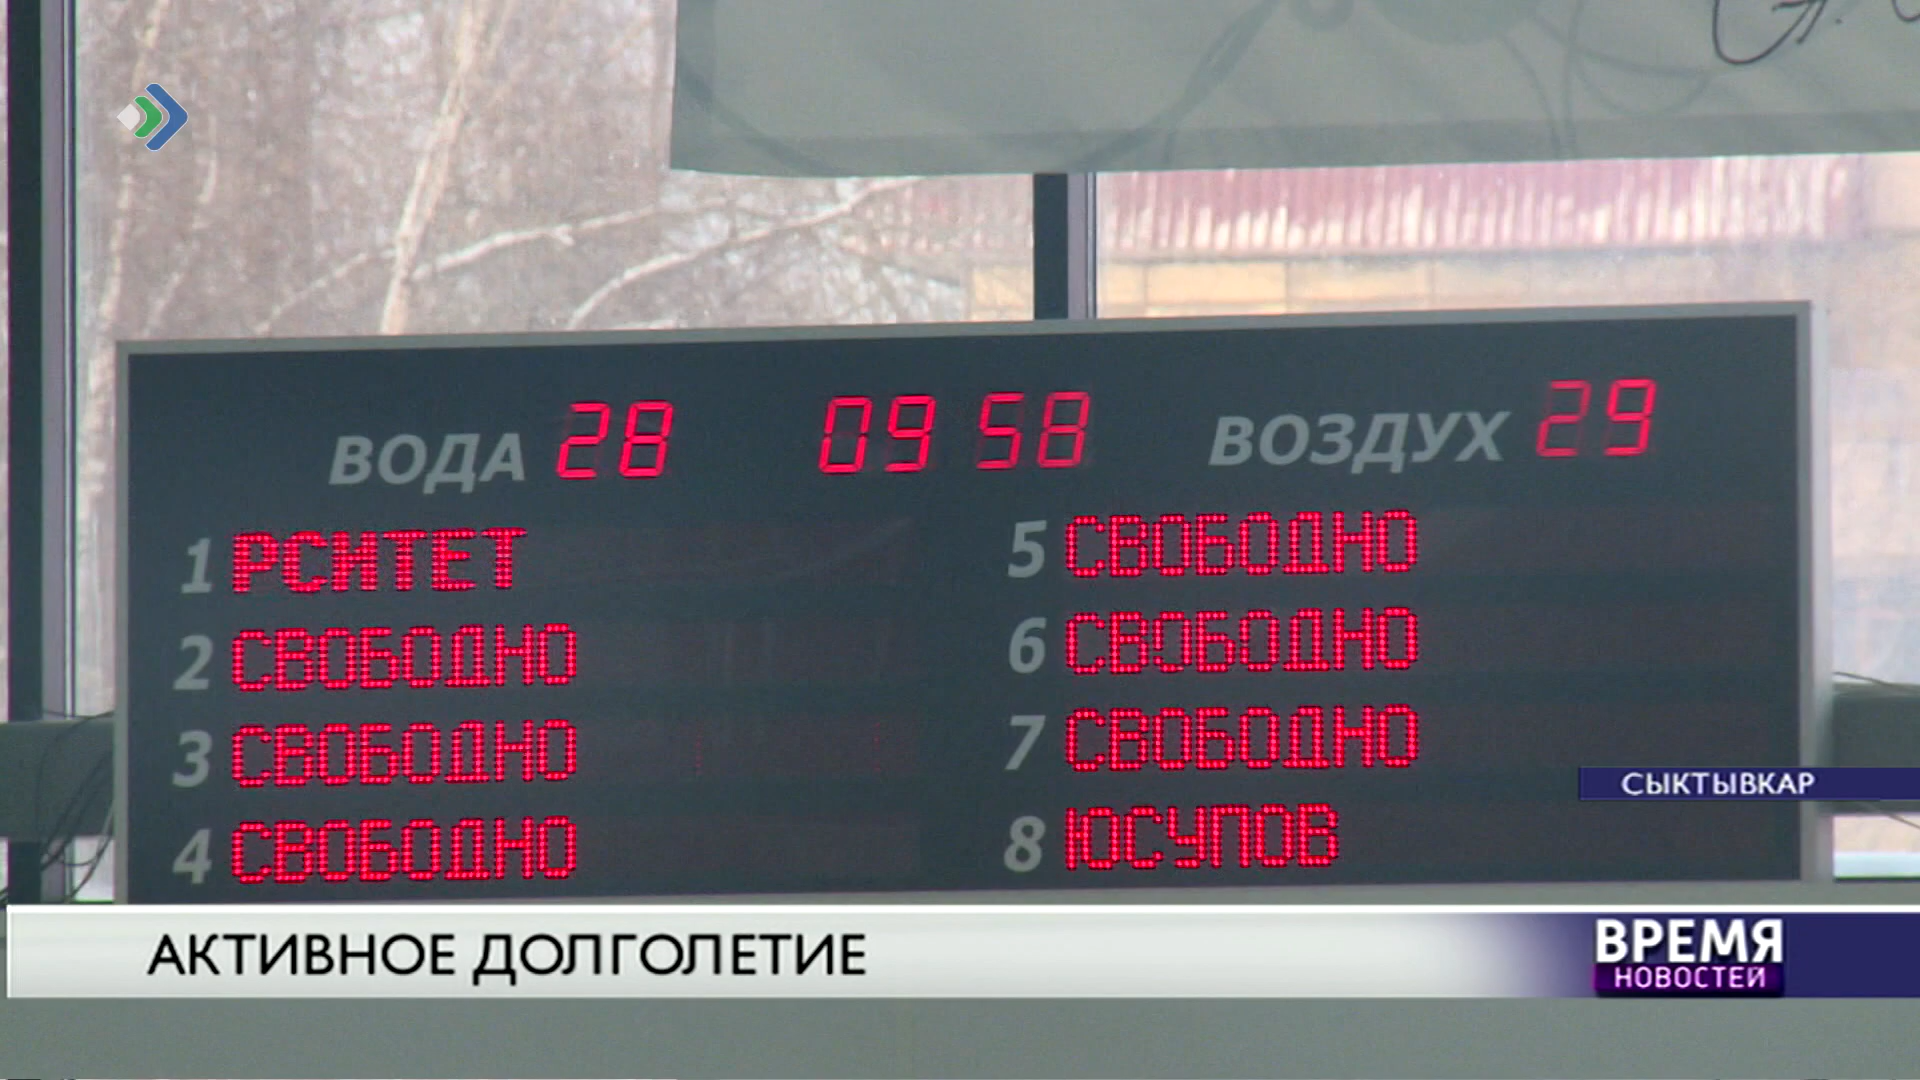 ВОДА 28 09 58 ВОЗДУХ 29
1 РСИТЕТ
2 СВОБОДНО
3 СВОБОДНО
4 СВОБОДНО
5 СВОБОДНО
6 СВОБОДНО
7 СВОБОДНО
8 ЮСУПОВ
СЫКТЫВКАР
АКТИВНОЕ ДОЛГОЛЕТИЕ
ВРЕМЯ
НОВОСТЕЙ